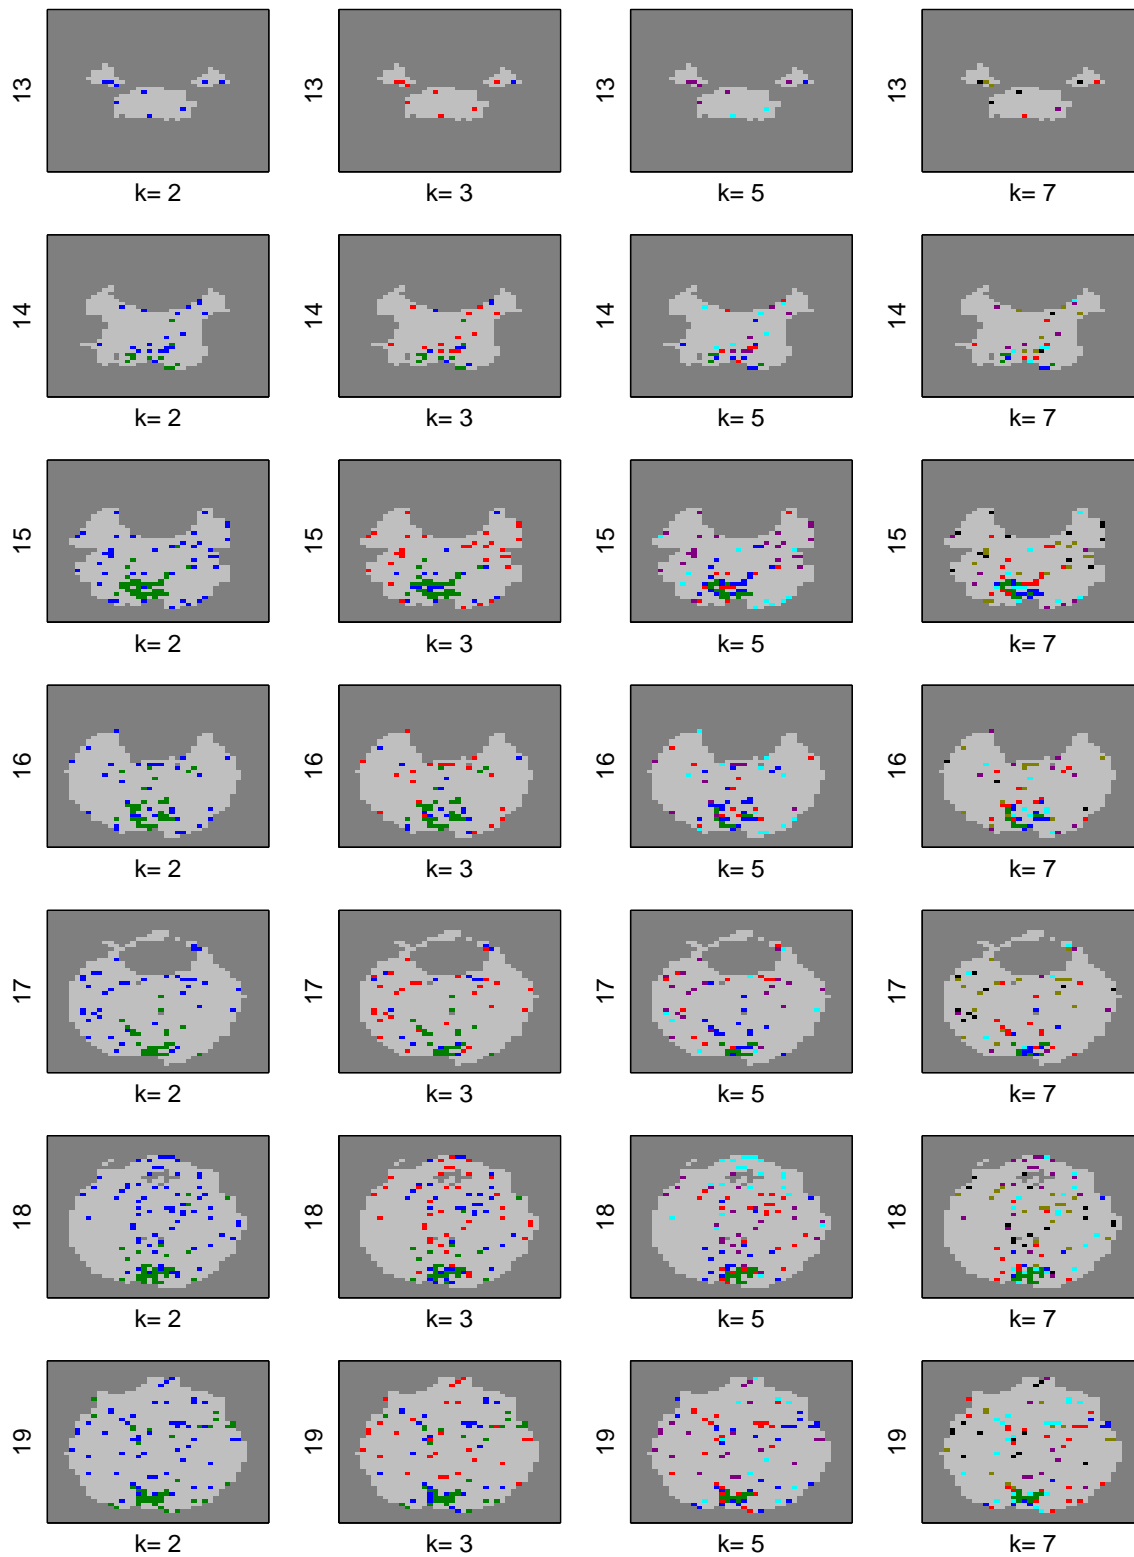 13 13 13 13
k= 2 k= 3 k= 5 k= 7
14 14 14 14
k= 2 k= 3 k= 5 k= 7
15 15 15 15
k= 2 k= 3 k= 5 k= 7
16 16 16 16
k= 2 k= 3 k= 5 k= 7
17 17 17 17
k= 2 k= 3 k= 5 k= 7
18 18 18 18
k= 2 k= 3 k= 5 k= 7
19 19 19 19
k= 2 k= 3 k= 5 k= 7